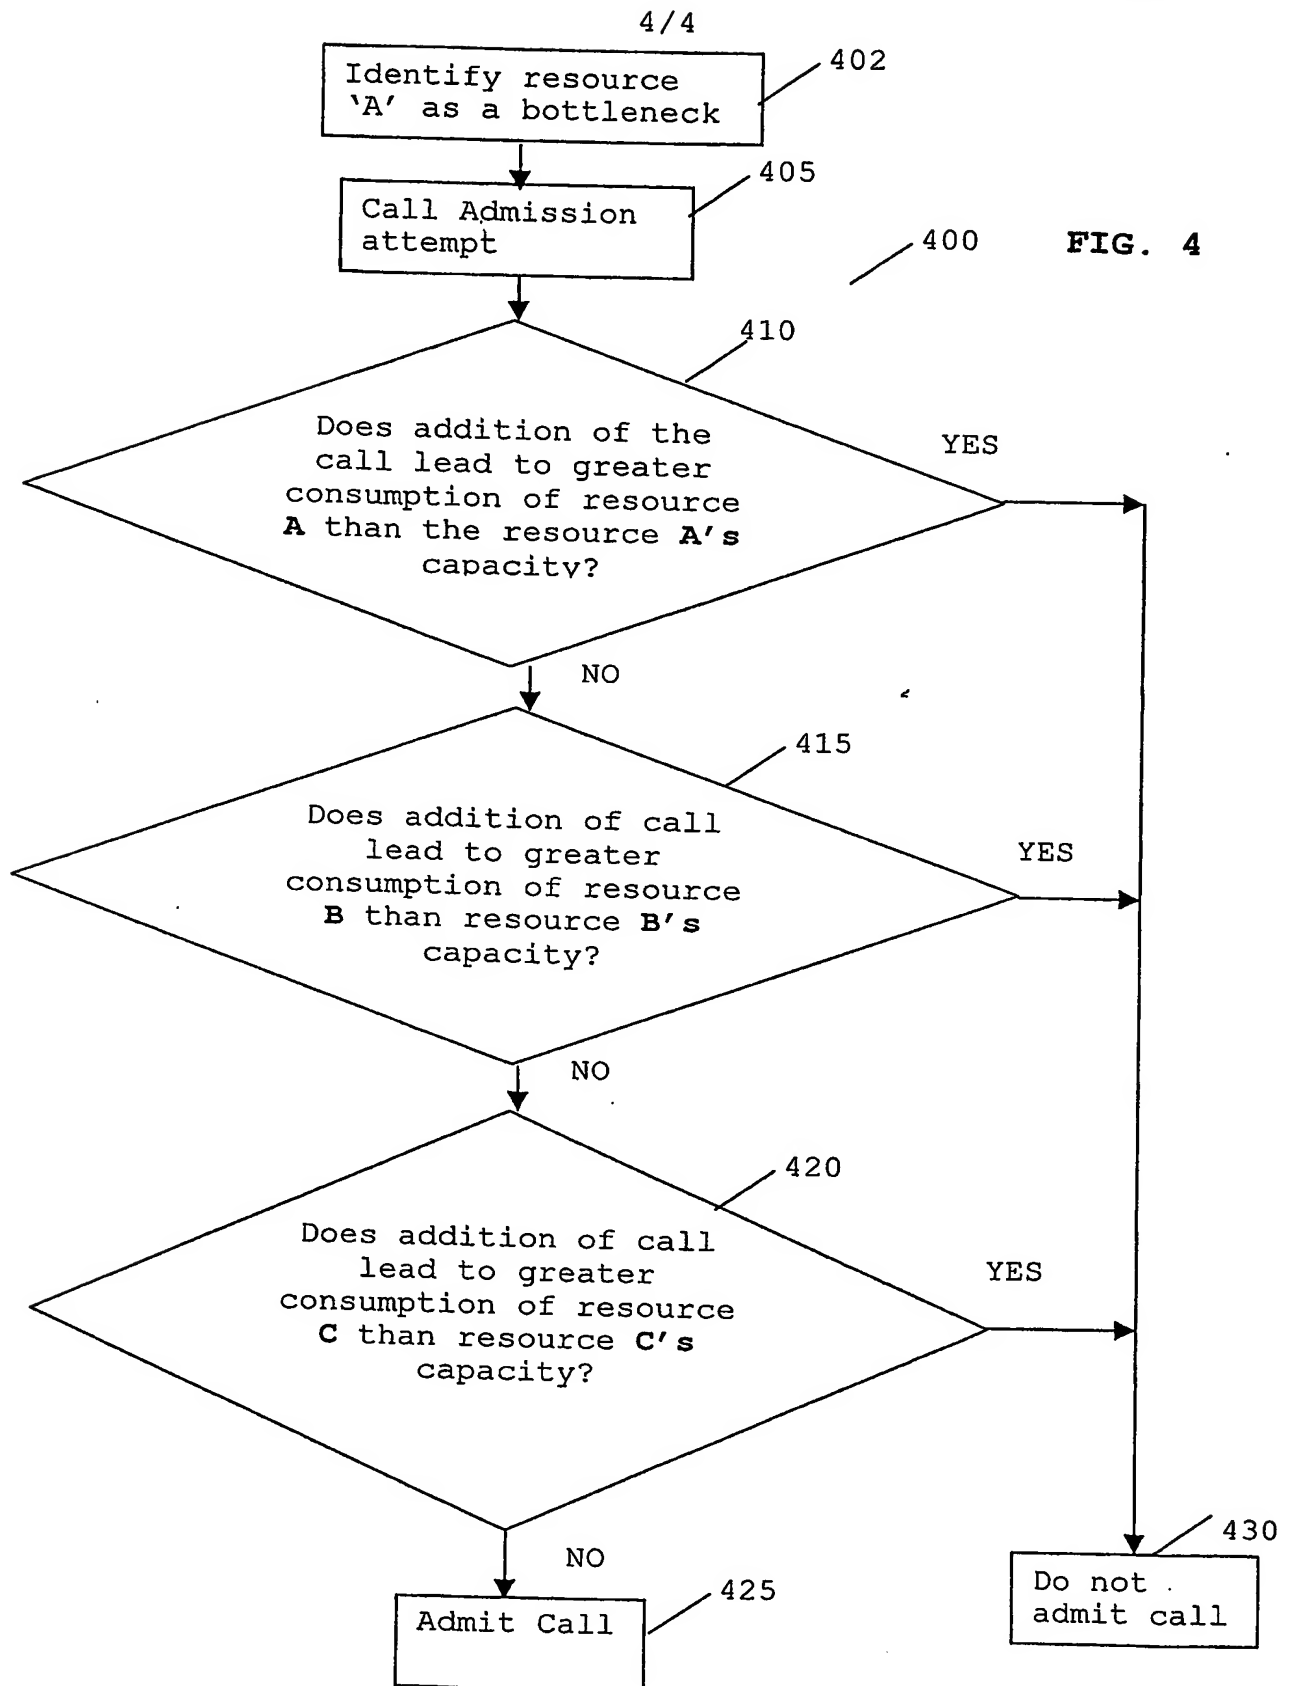 4/4
Identify resource
'A' as a bottleneck
402
Call Admission
attempt
405
400
FIG. 4
410
Does addition of the
call lead to greater
consumption of resource
A than the resource A's
capacity?
YES
NO
415
Does addition of call
lead to greater
consumption of resource
B than resource B's
capacity?
YES
NO
420
Does addition of call
lead to greater
consumption of resource
C than resource C's
capacity?
YES
NO
430
Do not
admit call
425
Admit Call